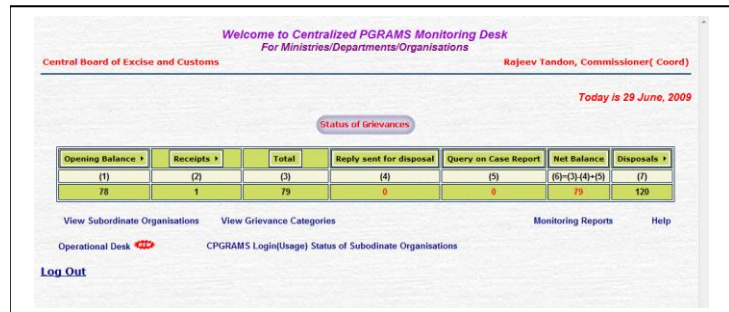 Welcome to Centralized PGRAMS Monitoring Desk
For Ministries/Departments/Organisations
Central Board of Excise and Customs Rajeev Tandon, Commissioner( Coord)
Today is 29 June, 2009
Status of Grievances
Opening Balance Receipts Total Reply sent for disposal Query on Case Report Net Balance Disposals
(1) (2) (3) (4) (5) (6)=(3)-(4)+(5) (7)
78 1 79 0 0 79 120
View Subordinate Organisations View Grievance Categories Monitoring Reports Help
Operational Desk CPGRAMS Login(Usage) Status of Subodinate Organisations
Log Out